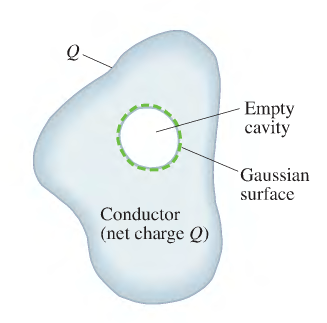 Q
Empty
cavity
Gaussian
surface
Conductor
(net charge Q)